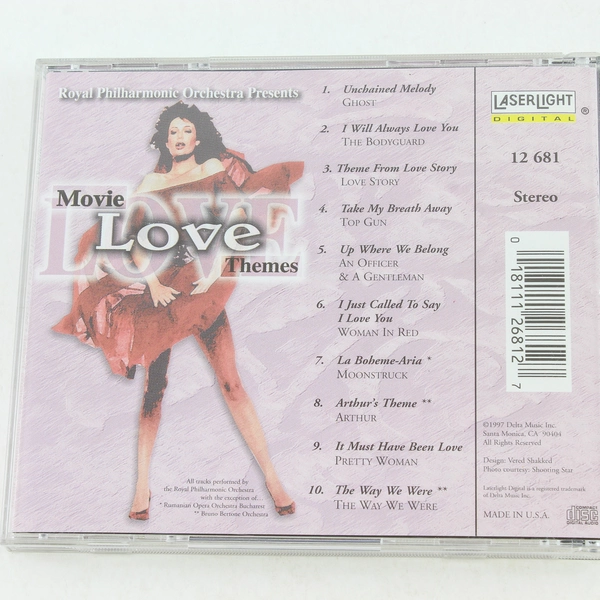 Royal Philharmonic Orchestra Presents
LOVE
Movie
Love
Themes
1. Unchained Melody
GHOST
2. I Will Always Love You
THE BODYGUARD
3. Theme From Love Story
LOVE STORY
4. Take My Breath Away
TOP GUN
5. Up Where We Belong
AN OFFICER
& A GENTLEMAN
6. I Just Called To Say
I Love You
WOMAN IN RED
7. La Boheme-Aria *
MOONSTRUCK
8. Arthur's Theme **
ARTHUR
9. It Must Have Been Love
PRETTY WOMAN
10. The Way We Were **
THE WAY WE WERE
All tracks performed by
the Royal Philharmonic Orchestra
with the exception of...
* Rumanian Opera Orchestra Bucharest
** Bruno Bertone Orchestra
LASERLIGHT
DIGITAL ®
12 681
Stereo
0 18111 26812 7
©1997 Delta Music Inc.
Santa Monica, CA 90404
All Rights Reserved
Design: Vered Shakked
Photo courtesy: Shooting Star
Laserlight Digital is a registered trademark
of Delta Music Inc.
MADE IN U.S.A.
COMPACT
disc
DIGITAL AUDIO